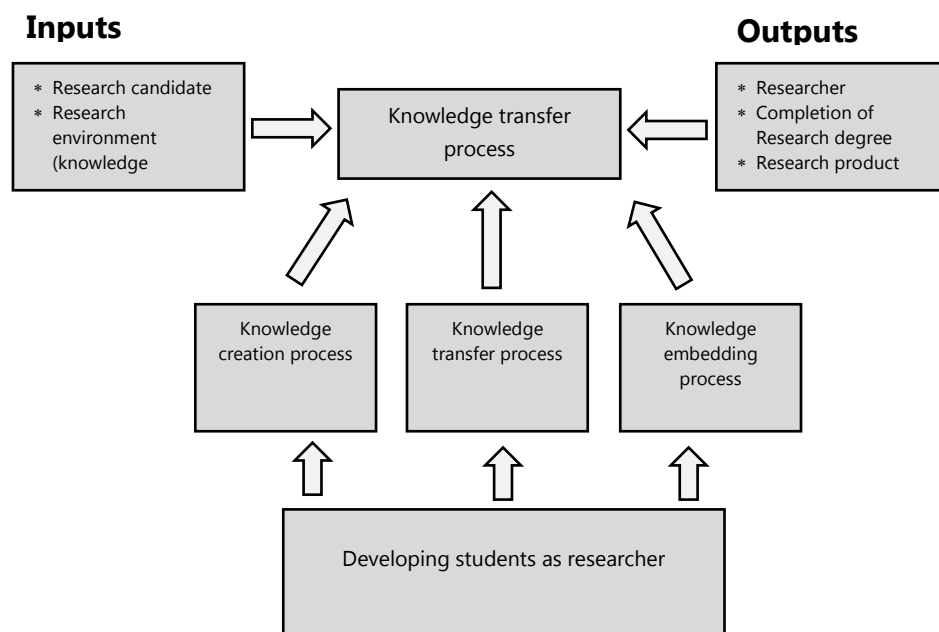 Inputs
Outputs
* Research candidate
* Research
environment
(knowledge
Knowledge transfer
process
* Researcher
* Completion of
Research degree
* Research product
Knowledge
creation process
Knowledge
transfer process
Knowledge
embedding
process
Developing students as researcher